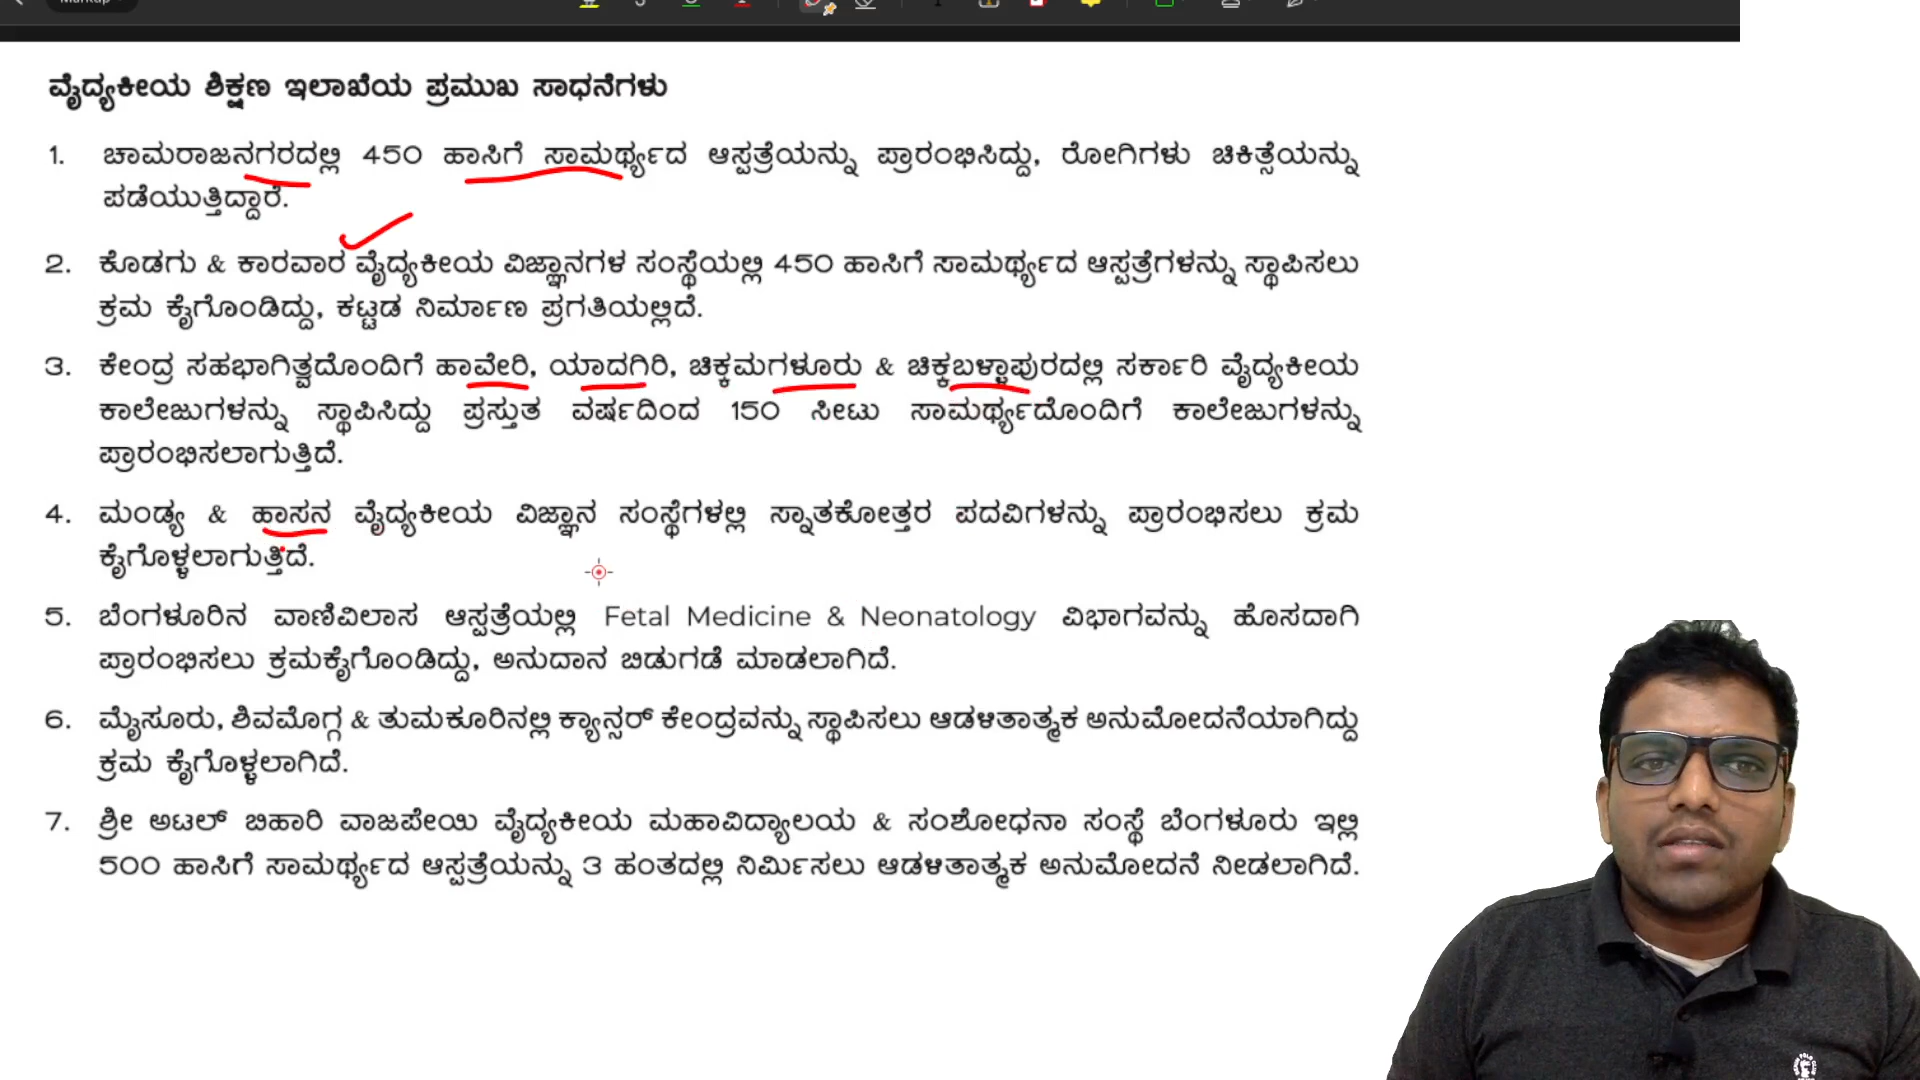 ವೈದ್ಯಕೀಯ ಶಿಕ್ಷಣ ಇಲಾಖೆಯ ಪ್ರಮುಖ ಸಾಧನೆಗಳು
1. ಚಾಮರಾಜನಗರದಲ್ಲಿ 450 ಹಾಸಿಗೆ ಸಾಮರ್ಥ್ಯದ ಆಸ್ಪತ್ರೆಯನ್ನು ಪ್ರಾರಂಭಿಸಿದ್ದು, ರೋಗಿಗಳು ಚಿಕಿತ್ಸೆಯನ್ನು
ಪಡೆಯುತ್ತಿದ್ದಾರೆ.
2. ಕೊಡಗು & ಕಾರವಾರ ವೈದ್ಯಕೀಯ ವಿಜ್ಞಾನಗಳ ಸಂಸ್ಥೆಯಲ್ಲಿ 450 ಹಾಸಿಗೆ ಸಾಮರ್ಥ್ಯದ ಆಸ್ಪತ್ರೆಗಳನ್ನು ಸ್ಥಾಪಿಸಲು
ಕ್ರಮ ಕೈಗೊಂಡಿದ್ದು, ಕಟ್ಟಡ ನಿರ್ಮಾಣ ಪ್ರಗತಿಯಲ್ಲಿದೆ.
3. ಕೇಂದ್ರ ಸಹಭಾಗಿತ್ವದೊಂದಿಗೆ ಹಾವೇರಿ, ಯಾದಗಿರಿ, ಚಿಕ್ಕಮಗಳೂರು & ಚಿಕ್ಕಬಳ್ಳಾಪುರದಲ್ಲಿ ಸರ್ಕಾರಿ ವೈದ್ಯಕೀಯ
ಕಾಲೇಜುಗಳನ್ನು ಸ್ಥಾಪಿಸಿದ್ದು ಪ್ರಸ್ತುತ ವರ್ಷದಿಂದ 150 ಸೀಟು ಸಾಮರ್ಥ್ಯದೊಂದಿಗೆ ಕಾಲೇಜುಗಳನ್ನು
ಪ್ರಾರಂಭಿಸಲಾಗುತ್ತಿದೆ.
4. ಮಂಡ್ಯ & ಹಾಸನ ವೈದ್ಯಕೀಯ ವಿಜ್ಞಾನ ಸಂಸ್ಥೆಗಳಲ್ಲಿ ಸ್ನಾತಕೋತ್ತರ ಪದವಿಗಳನ್ನು ಪ್ರಾರಂಭಿಸಲು ಕ್ರಮ
ಕೈಗೊಳ್ಳಲಾಗುತ್ತಿದೆ.
5. ಬೆಂಗಳೂರಿನ ವಾಣಿವಿಲಾಸ ಆಸ್ಪತ್ರೆಯಲ್ಲಿ Fetal Medicine & Neonatology ವಿಭಾಗವನ್ನು ಹೊಸದಾಗಿ
ಪ್ರಾರಂಭಿಸಲು ಕ್ರಮಕೈಗೊಂಡಿದ್ದು, ಅನುದಾನ ಬಿಡುಗಡೆ ಮಾಡಲಾಗಿದೆ.
6. ಮೈಸೂರು, ಶಿವಮೊಗ್ಗ & ತುಮಕೂರಿನಲ್ಲಿ ಕ್ಯಾನ್ಸರ್ ಕೇಂದ್ರವನ್ನು ಸ್ಥಾಪಿಸಲು ಆಡಳಿತಾತ್ಮಕ ಅನುಮೋದನೆಯಾಗಿದ್ದು
ಕ್ರಮ ಕೈಗೊಳ್ಳಲಾಗಿದೆ.
7. ಶ್ರೀ ಅಟಲ್ ಬಿಹಾರಿ ವಾಜಪೇಯಿ ವೈದ್ಯಕೀಯ ಮಹಾವಿದ್ಯಾಲಯ & ಸಂಶೋಧನಾ ಸಂಸ್ಥೆ ಬೆಂಗಳೂರು ಇಲ್ಲಿ
500 ಹಾಸಿಗೆ ಸಾಮರ್ಥ್ಯದ ಆಸ್ಪತ್ರೆಯನ್ನು 3 ಹಂತದಲ್ಲಿ ನಿರ್ಮಿಸಲು ಆಡಳಿತಾತ್ಮಕ ಅನುಮೋದನೆ ನೀಡಲಾಗಿದೆ.